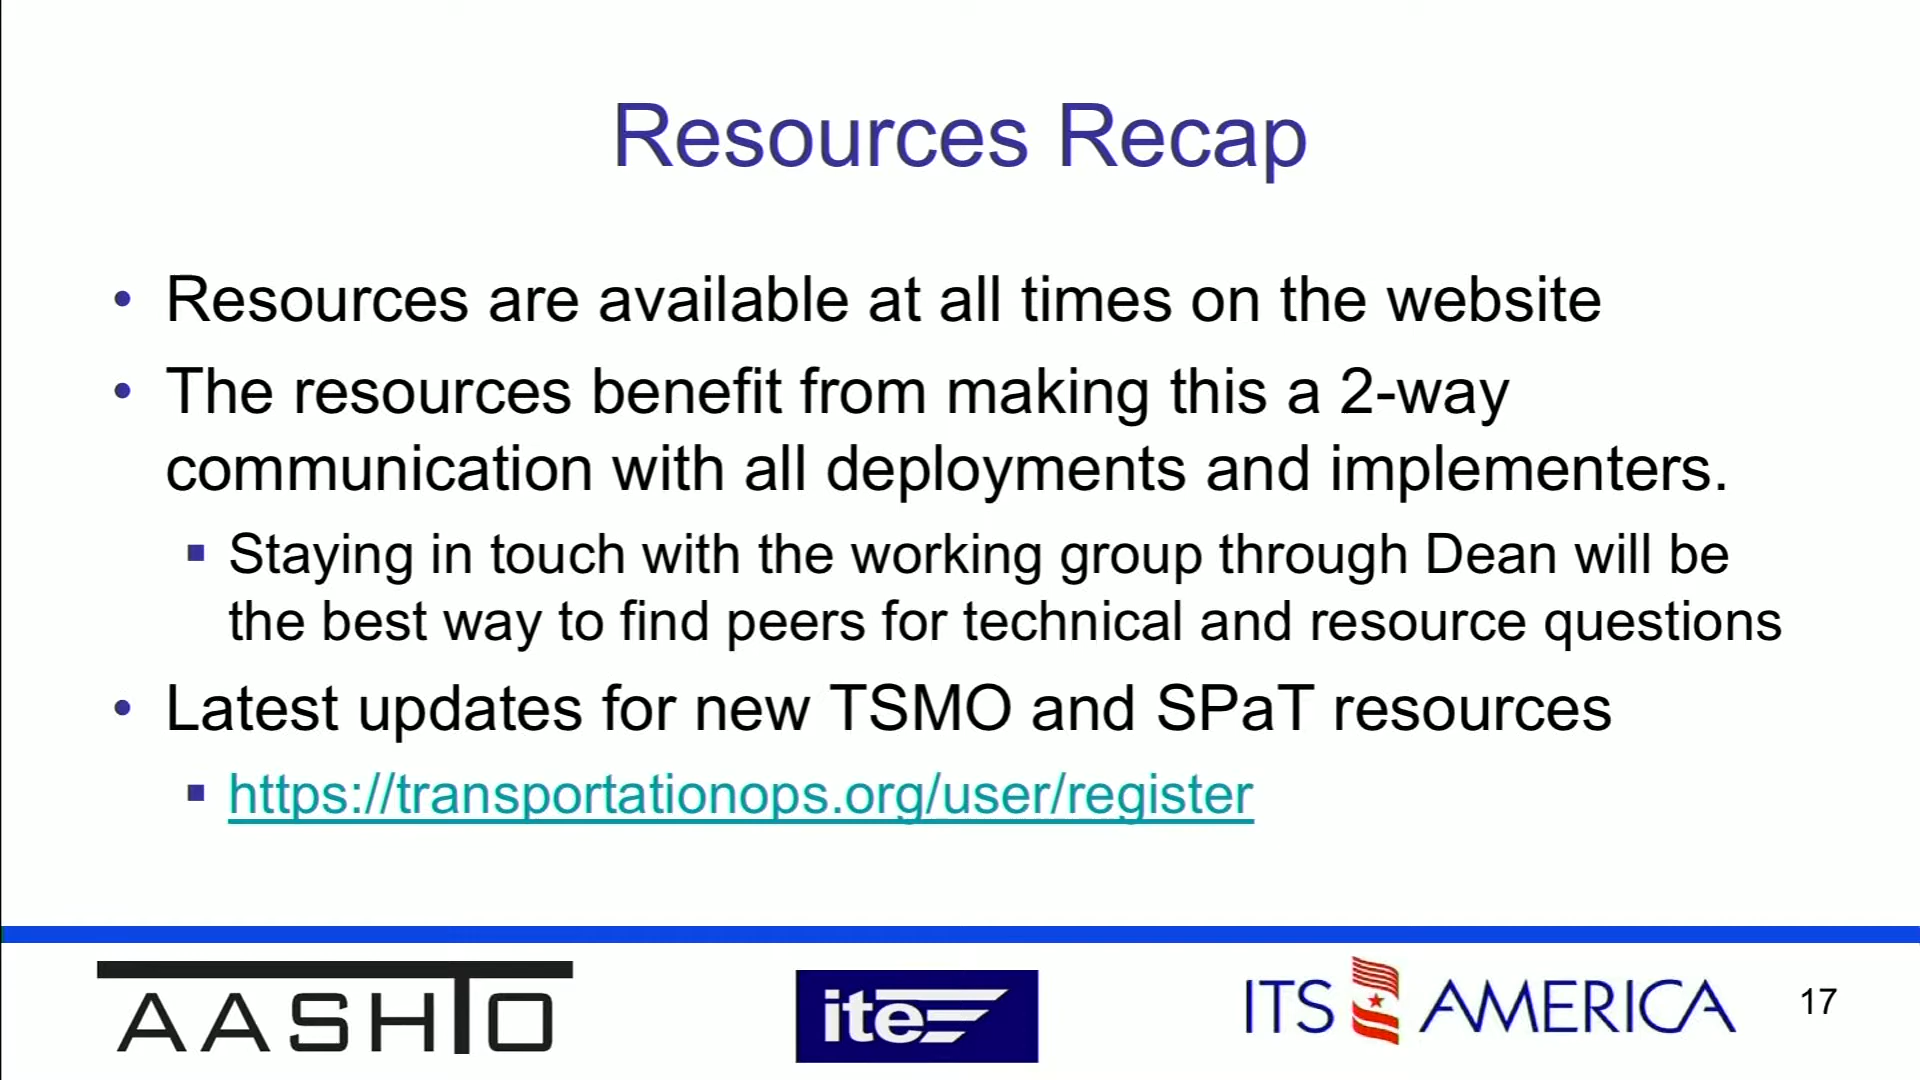 Resources Recap
• Resources are available at all times on the website
• The resources benefit from making this a 2-way
communication with all deployments and implementers.
▪ Staying in touch with the working group through Dean will be
the best way to find peers for technical and resource questions
• Latest updates for new TSMO and SPaT resources
▪ https://transportationops.org/user/register
AASHTO
ite
ITS AMERICA
17